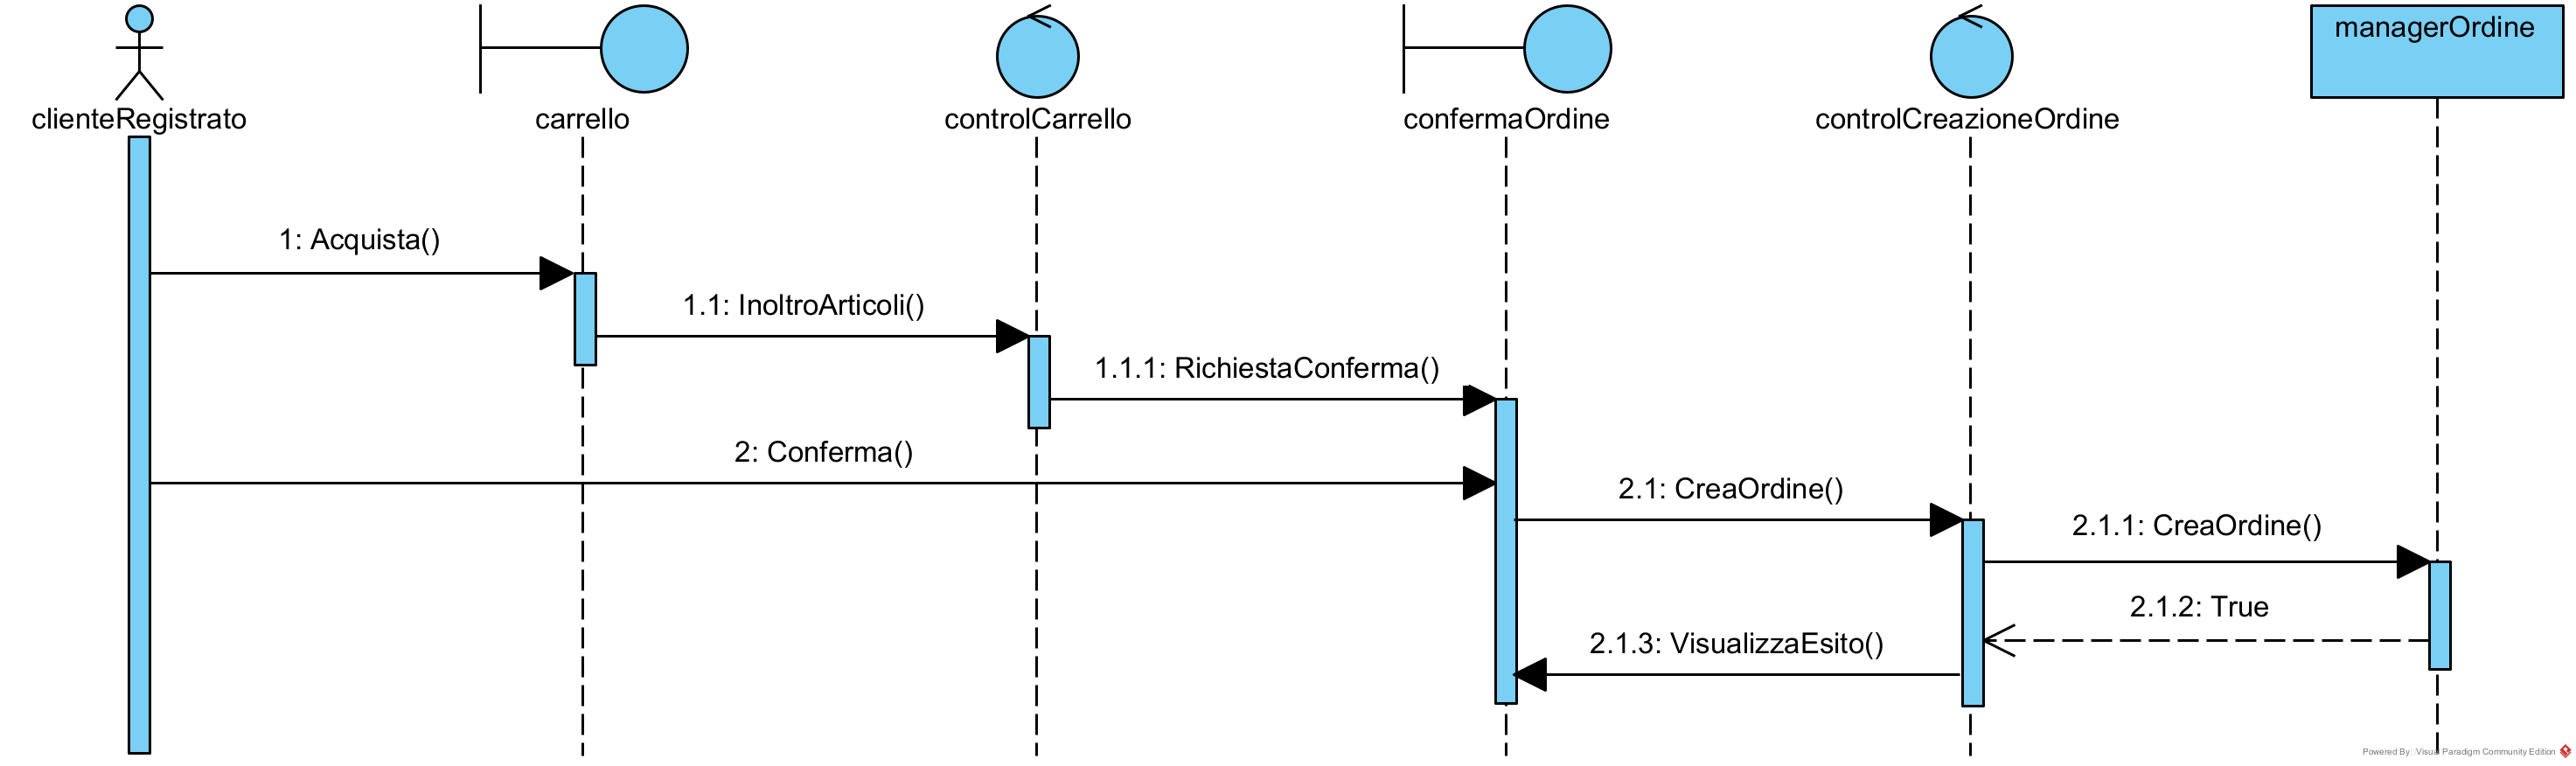 managerOrdine
clienteRegistrato
carrello
controlCarrello
confermaOrdine
controlCreazioneOrdine
1: Acquista()
1.1: InoltroArticoli()
1.1.1: RichiestaConferma()
2: Conferma()
2.1: CreaOrdine()
2.1.1: CreaOrdine()
2.1.2: True
2.1.3: VisualizzaEsito()
Powered By Visual Paradigm Community Edition